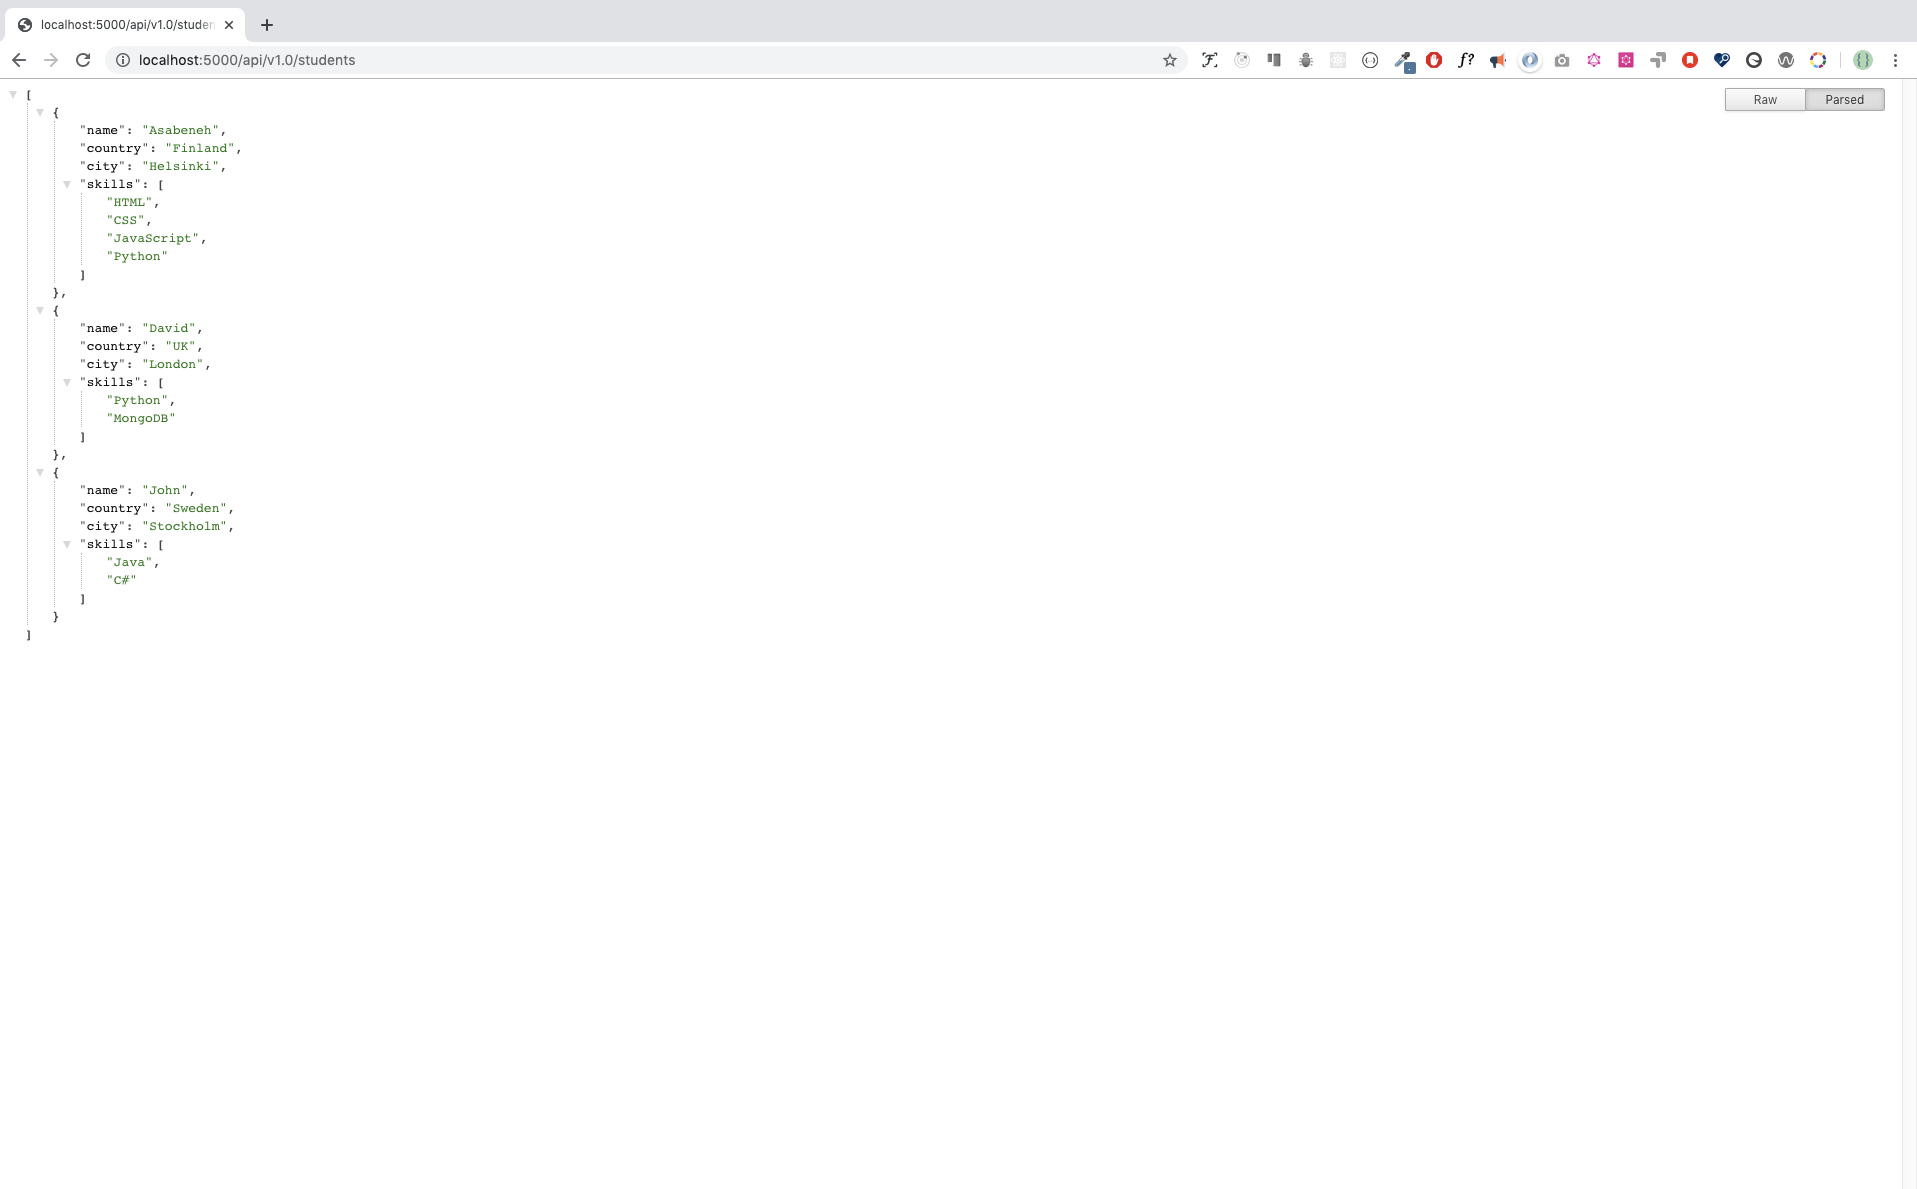 localhost:5000/api/v1.0/studen
localhost:5000/api/v1.0/students
f?
Raw
Parsed
[
{
"name": "Asabeneh",
"country": "Finland",
"city": "Helsinki",
"skills": [
"HTML",
"CSS",
"JavaScript",
"Python"
]
},
{
"name": "David",
"country": "UK",
"city": "London",
"skills": [
"Python",
"MongoDB"
]
},
{
"name": "John",
"country": "Sweden",
"city": "Stockholm",
"skills": [
"Java",
"C#"
]
}
]